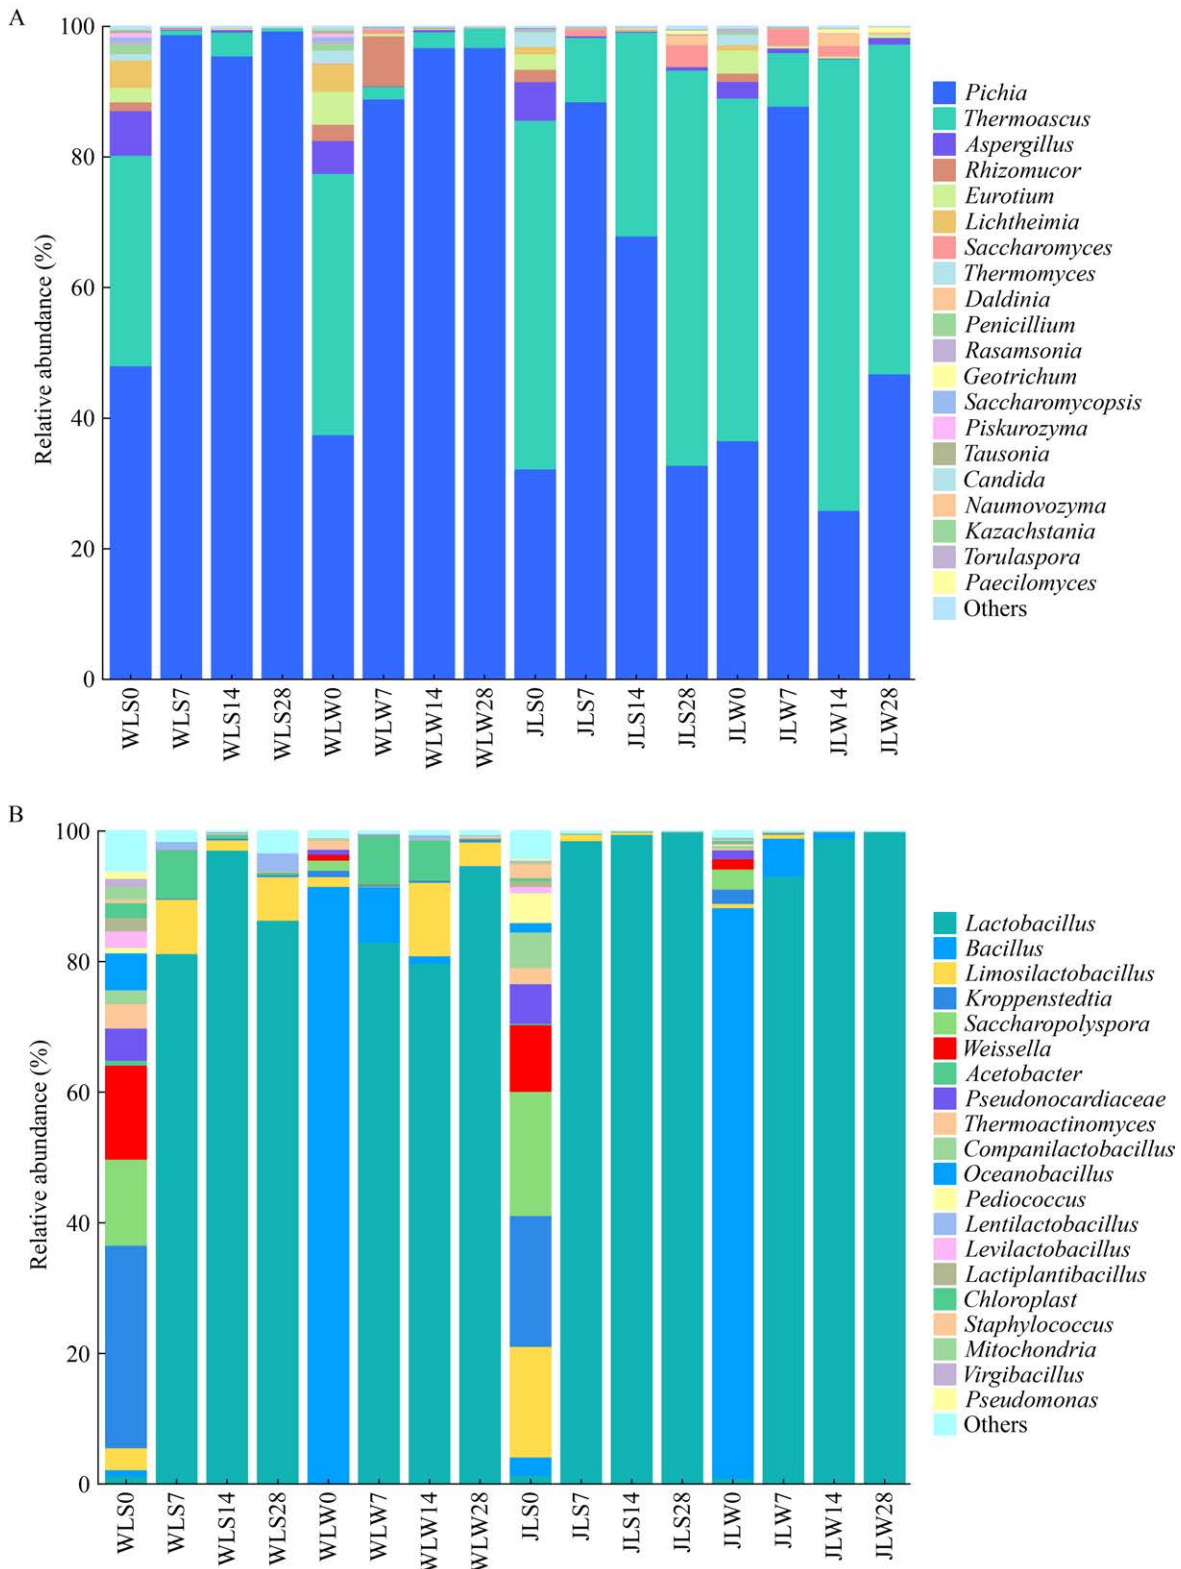 A
100
80
60
40
20
0
Relative abundance (%)
WLS0
WLS7
WLS14
WLS28
WLW0
WLW7
WLW14
WLW28
JLS0
JLS7
JLS14
JLS28
JLW0
JLW7
JLW14
JLW28
Pichia
Thermoascus
Aspergillus
Rhizomucor
Eurotium
Lichtheimia
Saccharomyces
Thermomyces
Daldinia
Penicillium
Rasamsonia
Geotrichum
Saccharomycopsis
Piskurozyma
Tausonia
Candida
Naumovozyma
Kazachstania
Torulaspora
Paecilomyces
Others
B
100
80
60
40
20
0
Relative abundance (%)
WLS0
WLS7
WLS14
WLS28
WLW0
WLW7
WLW14
WLW28
JLS0
JLS7
JLS14
JLS28
JLW0
JLW7
JLW14
JLW28
Lactobacillus
Bacillus
Limosilactobacillus
Kroppenstedtia
Saccharopolyspora
Weissella
Acetobacter
Pseudonocardiaceae
Thermoactinomyces
Companilactobacillus
Oceanobacillus
Pediococcus
Lentilactobacillus
Levilactobacillus
Lactiplantibacillus
Chloroplast
Staphylococcus
Mitochondria
Virgibacillus
Pseudomonas
Others